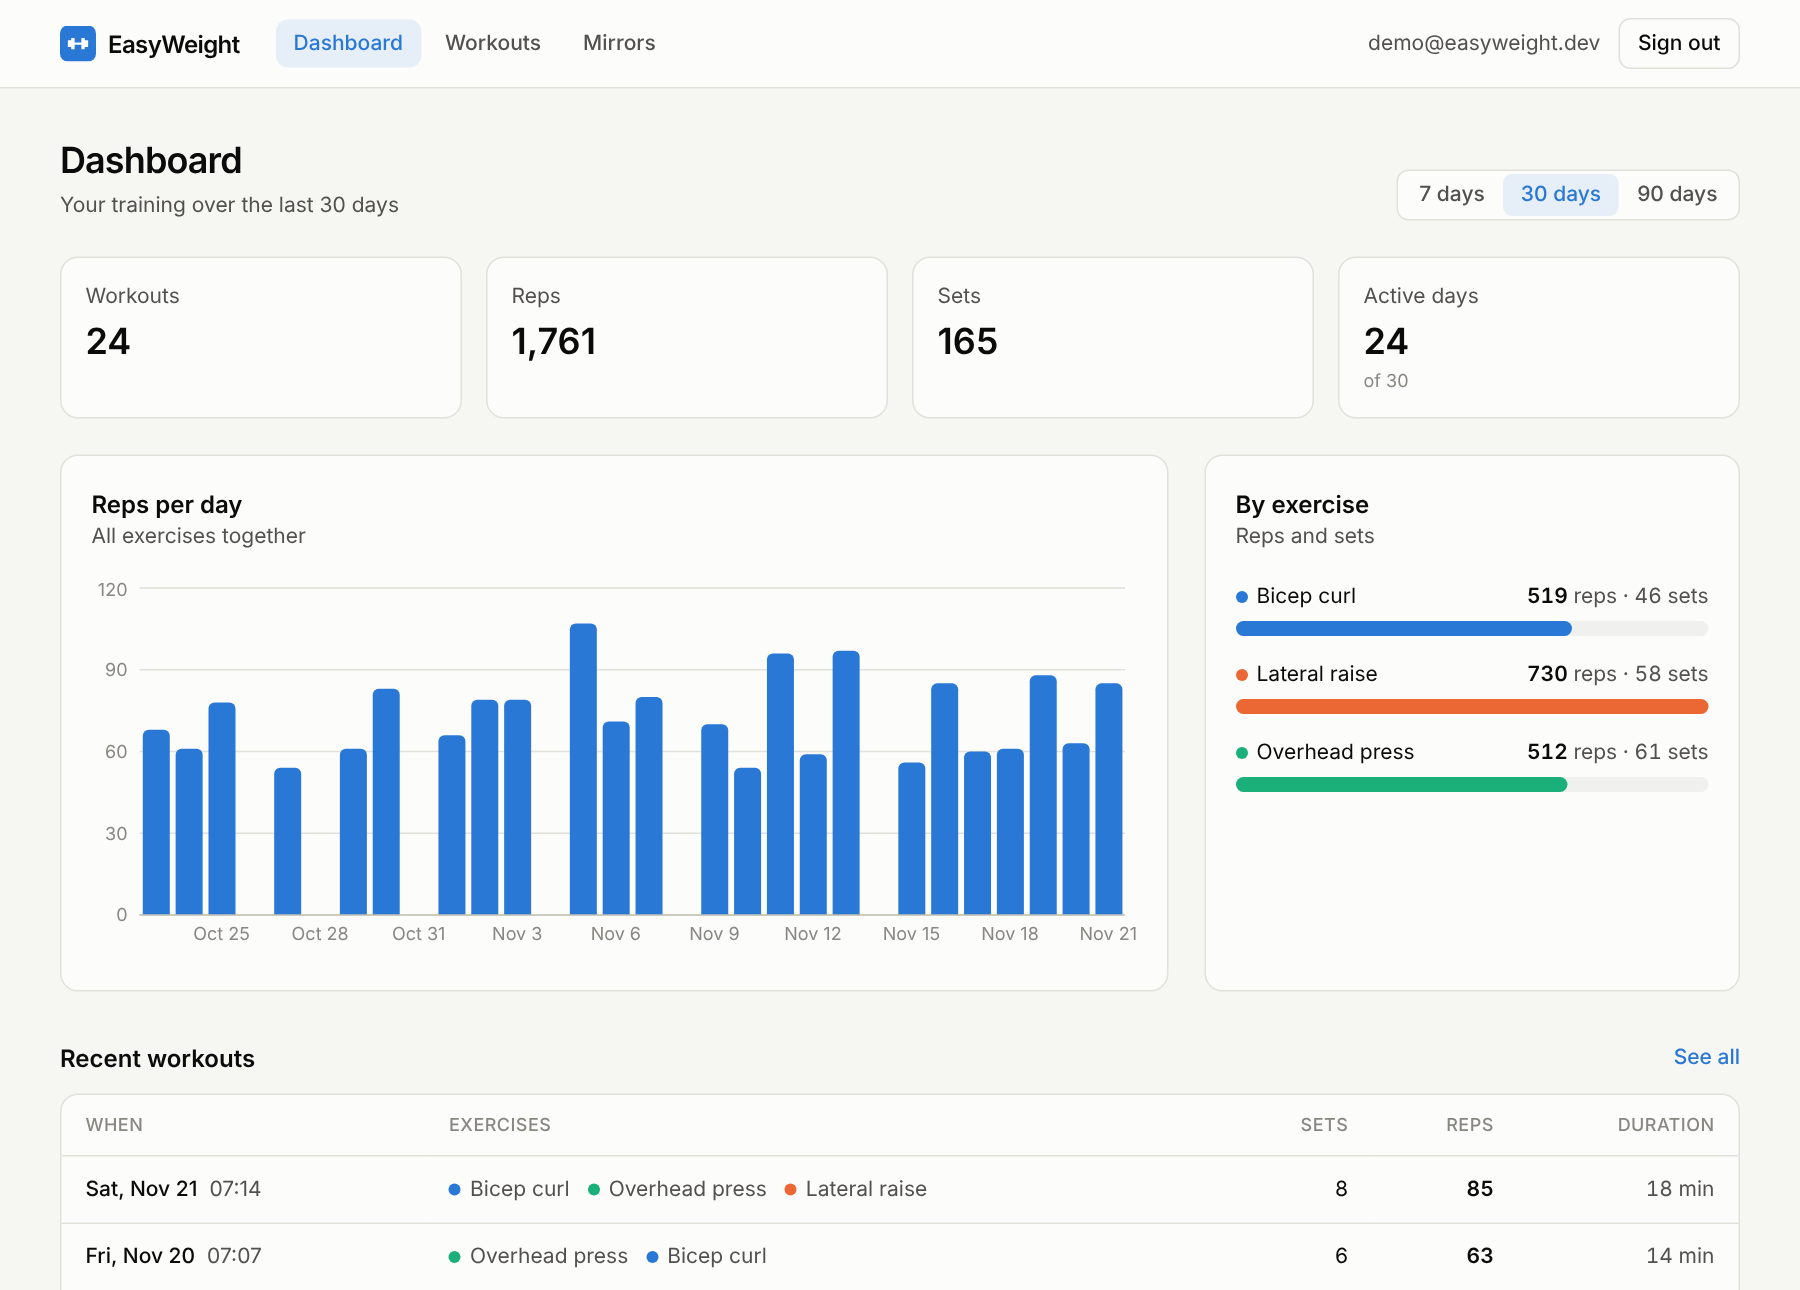 EasyWeight Dashboard Workouts Mirrors demo@easyweight.dev Sign out
Dashboard
Your training over the last 30 days
7 days 30 days 90 days
Workouts
24
Reps
1,761
Sets
165
Active days
24
of 30
Reps per day
All exercises together
120
90
60
30
0
Oct 25 Oct 28 Oct 31 Nov 3 Nov 6 Nov 9 Nov 12 Nov 15 Nov 18 Nov 21
By exercise
Reps and sets
Bicep curl 519 reps · 46 sets
Lateral raise 730 reps · 58 sets
Overhead press 512 reps · 61 sets
Recent workouts See all
WHEN EXERCISES SETS REPS DURATION
Sat, Nov 21 07:14 Bicep curl Overhead press Lateral raise 8 85 18 min
Fri, Nov 20 07:07 Overhead press Bicep curl 6 63 14 min